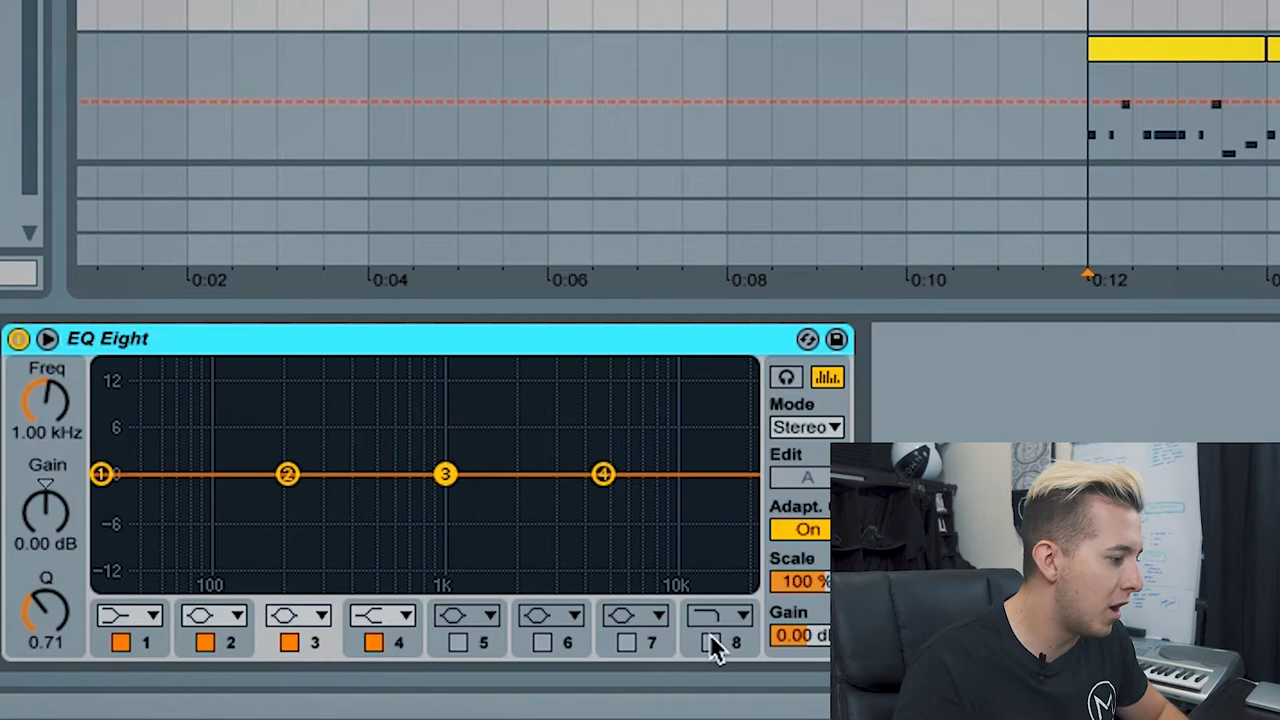 0:02 0:04 0:06 0:08 0:10 0:12
EQ Eight
Freq
1.00 kHz
Gain
0.00 dB
Q
0.71
12
6
0
-6
-12
1 2 3 4
100 1k 10k
1 2 3 4 5 6 7 8
Mode
Stereo
Edit
A
Adapt.
On
Scale
100 %
Gain
0.00 d